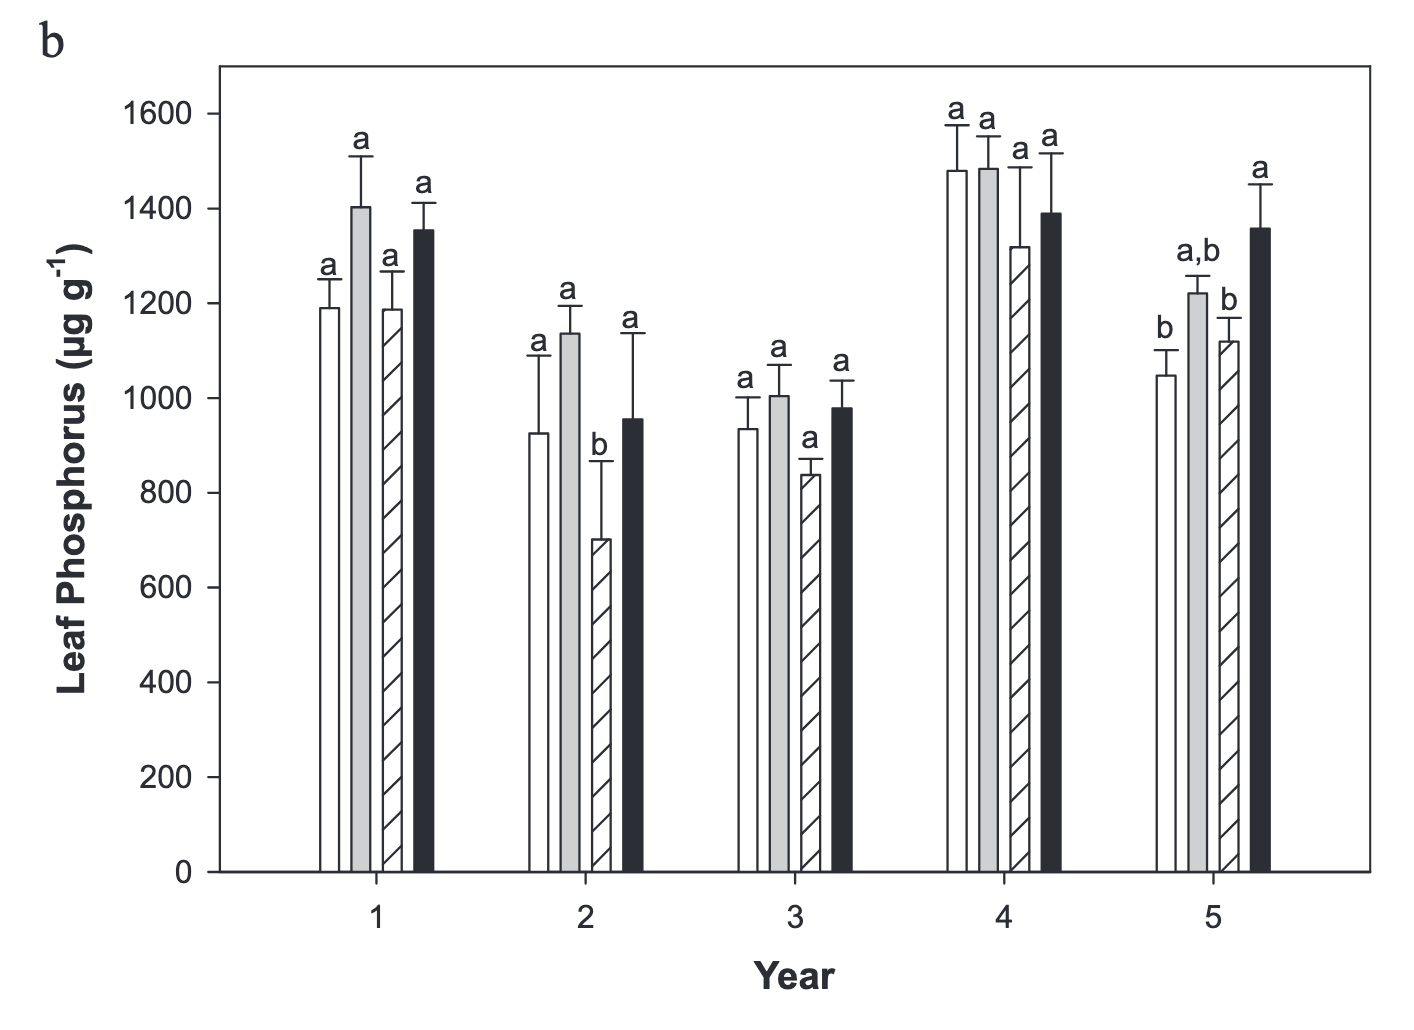 b
Leaf Phosphorus (µg g-1)
1600
1400
1200
1000
800
600
400
200
0
a a a a
a a b a
a a a a
a a a a
b a,b b a
1 2 3 4 5
Year